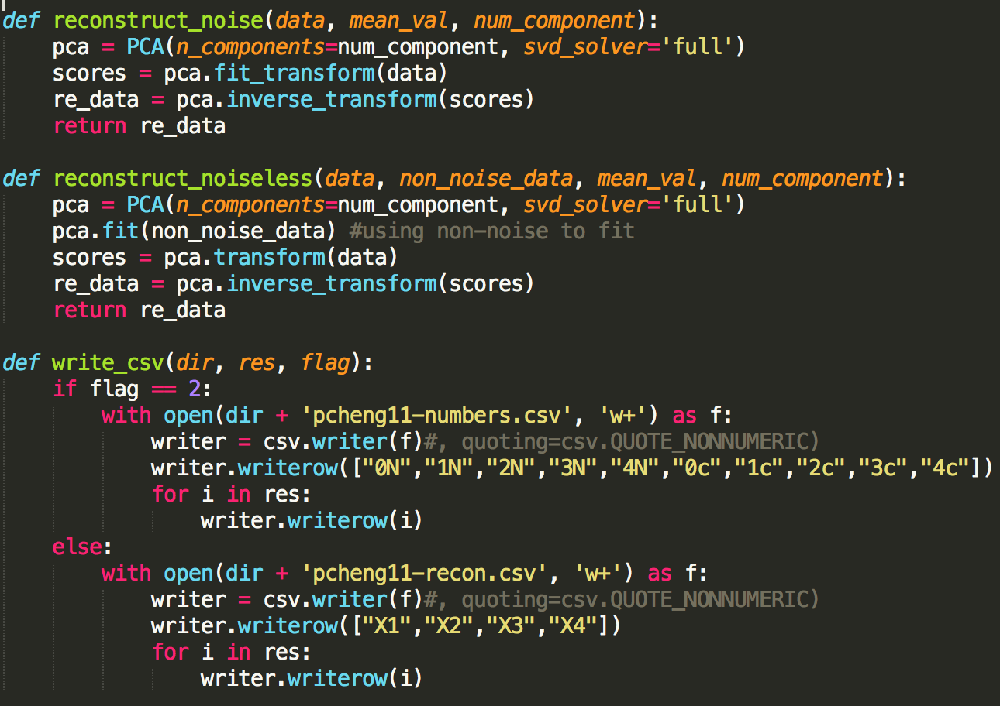 def reconstruct_noise(data, mean_val, num_component):
    pca = PCA(n_components=num_component, svd_solver='full')
    scores = pca.fit_transform(data)
    re_data = pca.inverse_transform(scores)
    return re_data

def reconstruct_noiseless(data, non_noise_data, mean_val, num_component):
    pca = PCA(n_components=num_component, svd_solver='full')
    pca.fit(non_noise_data) #using non-noise to fit
    scores = pca.transform(data)
    re_data = pca.inverse_transform(scores)
    return re_data

def write_csv(dir, res, flag):
    if flag == 2:
        with open(dir + 'pcheng11-numbers.csv', 'w+') as f:
            writer = csv.writer(f)#, quoting=csv.QUOTE_NONNUMERIC)
            writer.writerow(["0N","1N","2N","3N","4N","0c","1c","2c","3c","4c"])
            for i in res:
                writer.writerow(i)
    else:
        with open(dir + 'pcheng11-recon.csv', 'w+') as f:
            writer = csv.writer(f)#, quoting=csv.QUOTE_NONNUMERIC)
            writer.writerow(["X1","X2","X3","X4"])
            for i in res:
                writer.writerow(i)